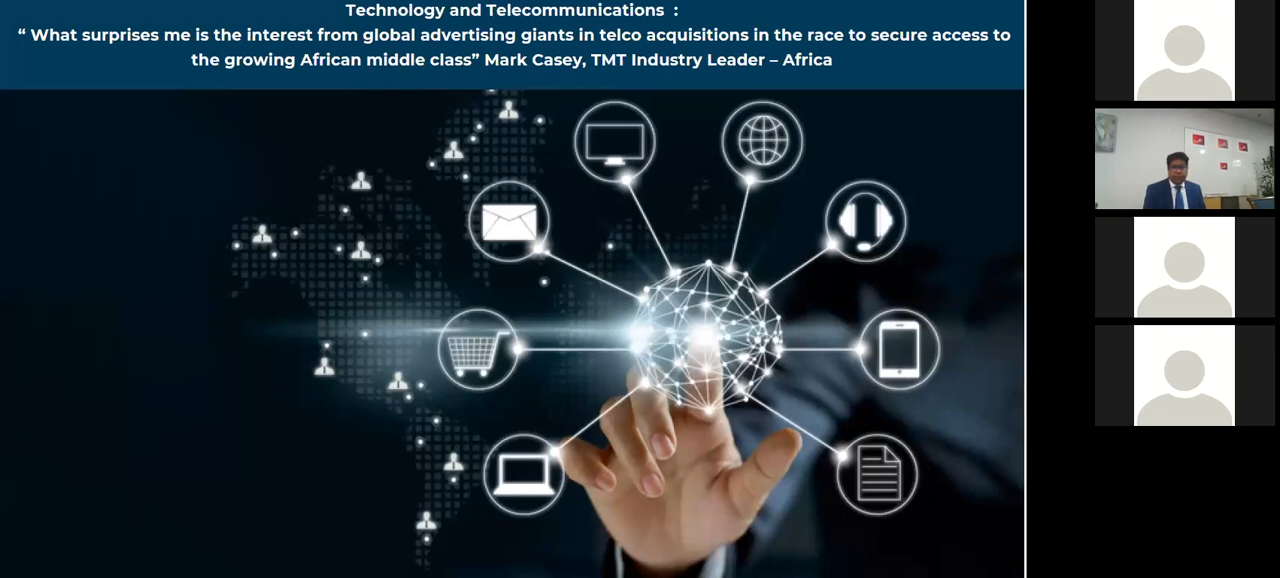 Technology and Telecommunications  :
“ What surprises me is the interest from global advertising giants in telco acquisitions in the race to secure access to
the growing African middle class” Mark Casey, TMT Industry Leader – Africa